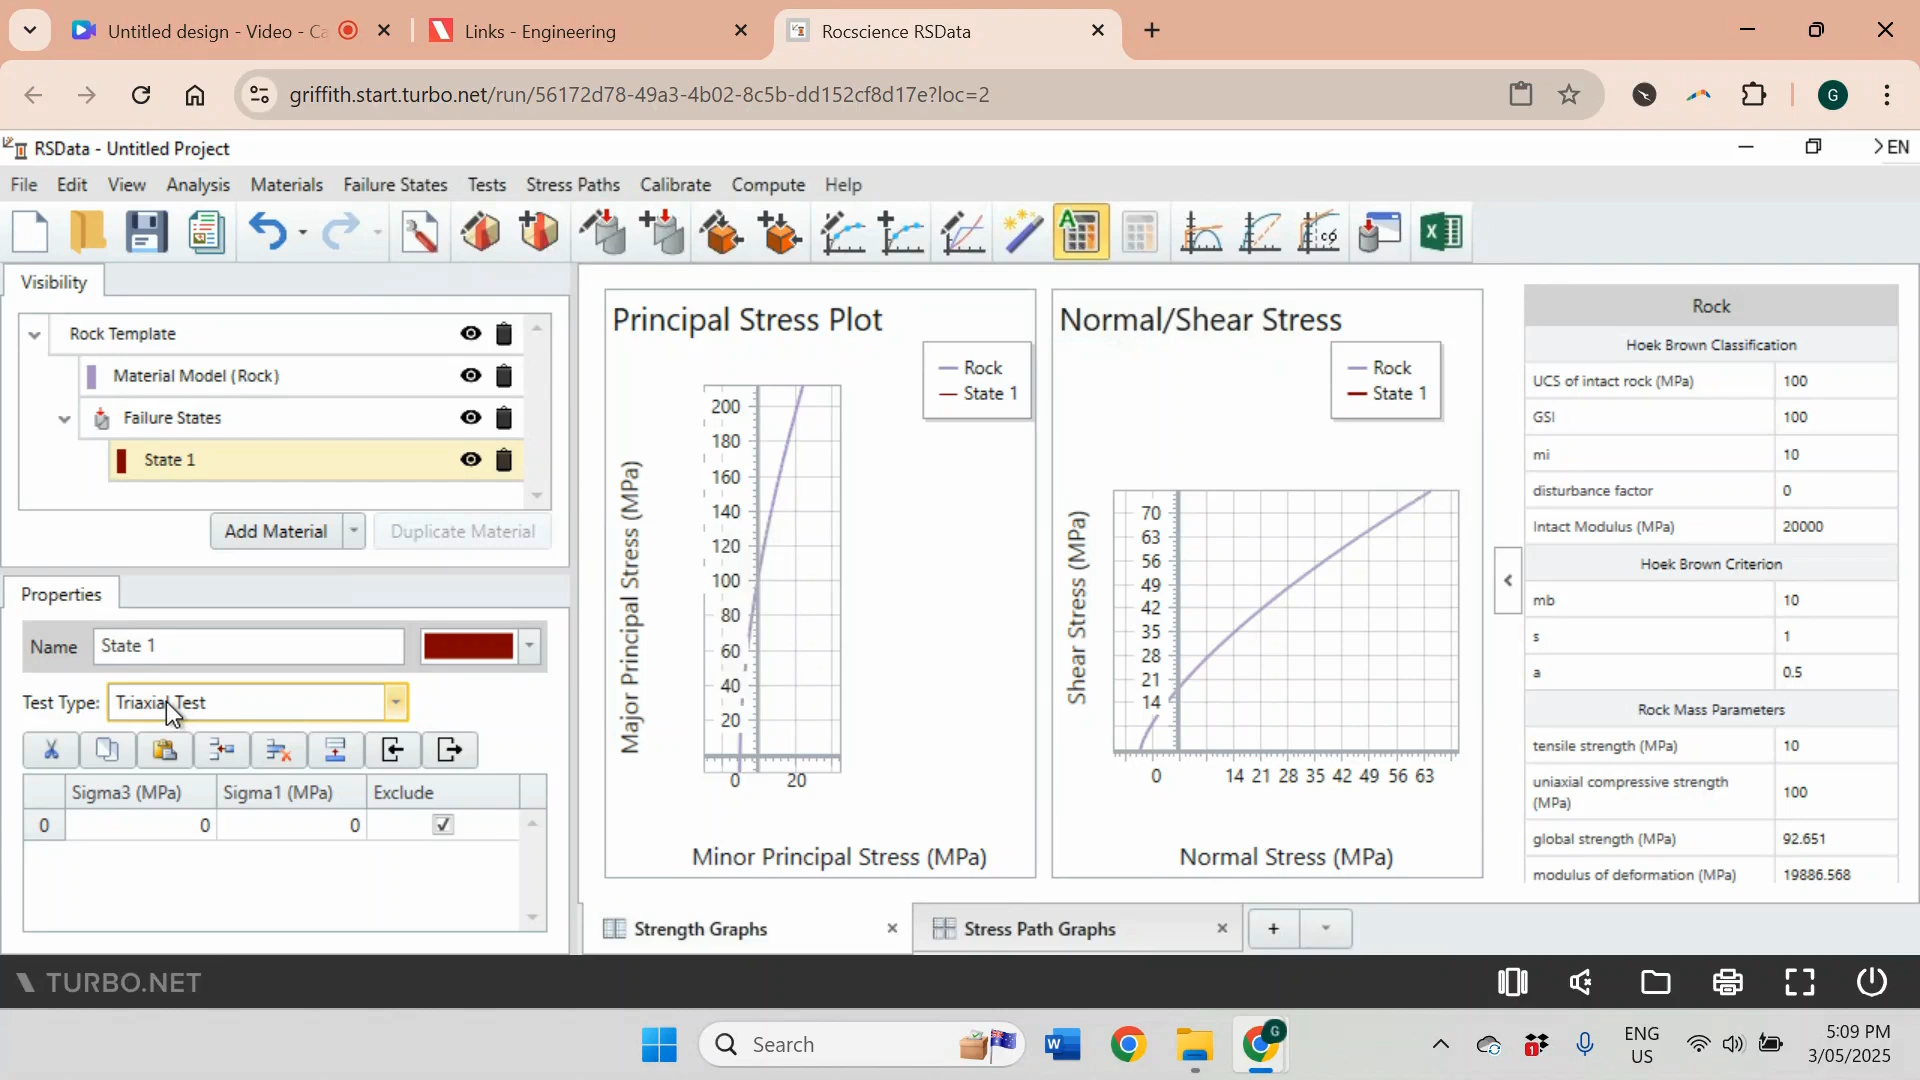 Untitled design - Video - Ca
Links - Engineering
Rocscience RSData
griffith.start.turbo.net/run/56172d78-49a3-4b02-8c5b-dd152cf8d17e?loc=2
G
RSData - Untitled Project
EN
File Edit View Analysis Materials Failure States Tests Stress Paths Calibrate Compute Help
Visibility
Rock Template
Material Model (Rock)
Failure States
State 1
Add Material
Duplicate Material
Properties
Name State 1
Test Type: Triaxial Test
Sigma3 (MPa) Sigma1 (MPa) Exclude
0 0 0
Principal Stress Plot
Rock
State 1
Major Principal Stress (MPa)
200
180
160
140
120
100
80
60
40
20
0 20
Minor Principal Stress (MPa)
Normal/Shear Stress
Rock
State 1
Shear Stress (MPa)
70
63
56
49
42
35
28
21
14
0 14 21 28 35 42 49 56 63
Normal Stress (MPa)
Rock
Hoek Brown Classification
UCS of intact rock (MPa) 100
GSI 100
mi 10
disturbance factor 0
Intact Modulus (MPa) 20000
Hoek Brown Criterion
mb 10
s 1
a 0.5
Rock Mass Parameters
tensile strength (MPa) 10
uniaxial compressive strength
(MPa) 100
global strength (MPa) 92.651
modulus of deformation (MPa) 19886.568
Strength Graphs
Stress Path Graphs
TURBO.NET
Search
ENG
US
5:09 PM
3/05/2025